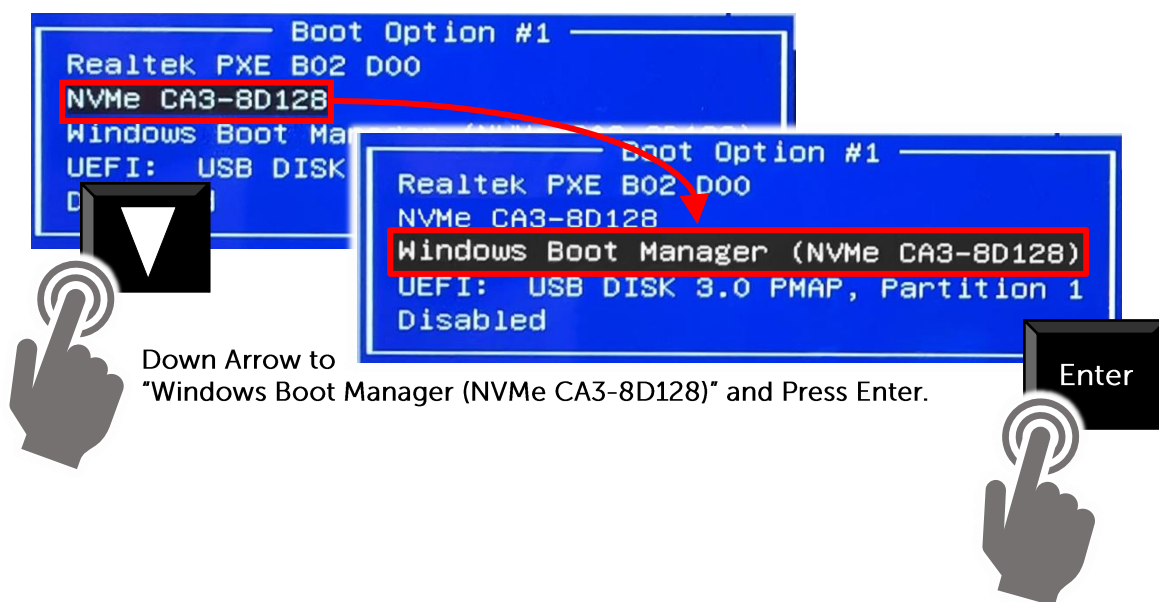 Boot Option #1
Realtek PXE B02 D00
NVMe CA3-8D128
Windows Boot Ma
UEFI: USB DISK
Boot Option #1
Realtek PXE B02 D00
NVMe CA3-8D128
Windows Boot Manager (NVMe CA3-8D128)
UEFI: USB DISK 3.0 PMAP, Partition 1
Disabled
Down Arrow to
"Windows Boot Manager (NVMe CA3-8D128)" and Press Enter.
Enter